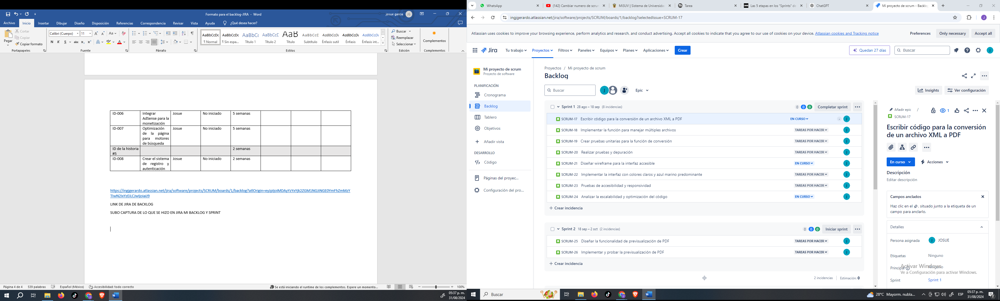 Formato para el backlog-JIRA - Word
josue garcia
JG
Archivo Inicio Insertar Dibujar Diseño Disposición Referencias Correspondencia Revisar Vista Ayuda ¿Qué desea hacer?
Pegar
Cortar
Copiar
Copiar formato
Portapapeles
Calibri (Cuerpo) 11
Fuente
Párrafo
AaBbCcDc AaBbCcDc AaBbCc AaBbCcD AaB AaBbCcD AaBbCcDc AaBbCcDc AaBbCcDc
¶ Normal ¶ Sin espa... Título 1 Título 2 Título Subtítulo Énfasis sutil Énfasis Énfasis int...
Estilos
Buscar
Reemplazar
Seleccionar
Edición
Complementos
Complementos
ID-006 Integrar AdSense para la monetización Josue No iniciado 5 semanas
ID-007 Optimización de la página para motores de búsqueda Josue No iniciado 5 semanas
ID de la historia #5 2 semanas
ID-008 Crear el sistema de registro y autenticación Josue No iniciado 2 semanas
LINK DE JIRA DE BACKLOG
SUBO CAPTURA DE LO QUE SE HIZO EN JIRA MI BACKLOG Y SPRINT
Página 4 de 4 539 palabras Español (México) Accesibilidad: todo correcto Se está iniciando el runtime de los complementos. Espere un momento... 100%
05:37 p. m.
31/08/2024
WhatsApp
(142) Cambiar numero de scrum
MiSUV | Sistema de Universidad
Tarea
Las 5 etapas en los "Sprints" de
ChatGPT
Mi proyecto de scrum - Backlog
ingjgerardo.atlassian.net/jira/software/projects/SCRUM/boards/1/backlog?selectedIssue=SCRUM-17
Atlassian uses cookies to improve your browsing experience, perform analytics and research, and conduct advertising. Accept all cookies to indicate that you agree to our use of cookies on your device. Atlassian cookies and Tracking notice
Preferences Only necessary Accept all
Jira Tu trabajo Proyectos Filtros Paneles Equipos Planes Aplicaciones Crear Quedan 27 días Buscar
Mi proyecto de scrum
Proyecto de software
PLANIFICACIÓN
Cronograma
Backlog
Tablero
Objetivos
Añadir vista
DESARROLLO
Código
Páginas del proyec...
Configuración del pro...
Proyectos / Mi proyecto de scrum
Backlog
Buscar J Epic Insights Ver configuración
Sprint 1 28 ago – 18 sep (8 incidencias) 0 0 0 Completar sprint
SCRUM-17 Escribir código para la conversión de un archivo XML a PDF EN CURSO - J
SCRUM-18 Implementar la función para manejar múltiples archivos TAREAS POR HACER J
SCRUM-19 Crear pruebas unitarias para la función de conversión TAREAS POR HACER J
SCRUM-20 Realizar pruebas y depuración TAREAS POR HACER J
SCRUM-21 Diseñar wireframe para la interfaz accesible EN CURSO J
SCRUM-22 Implementar la interfaz con colores claros y azul marino predominante TAREAS POR HACER J
SCRUM-23 Pruebas de accesibilidad y responsividad TAREAS POR HACER J
SCRUM-24 Analizar la escalabilidad y optimización del código EN CURSO J
+ Crear incidencia
Sprint 2 18 sep – 2 oct (2 incidencias) 0 0 0 Iniciar sprint
SCRUM-25 Diseñar la funcionalidad de previsualización de PDF TAREAS POR HACER J
SCRUM-26 Implementar y probar la previsualización de PDF TAREAS POR HACER J
+ Crear incidencia
2 incidencias Estimación: 0
Añadir epic /
SCRUM-17
1
Escribir código para la conversión
de un archivo XML a PDF
En curso Acciones
Descripción
Editar descripción
Campos anclados
Haz clic en el , situado junto a la etiqueta de un
campo para anclarlo.
Detalles
Persona asignada J JOSUE
Etiquetas Ninguno
Principal Ninguno
Activar Windows
Ve a Configuración para activar Windows.
Sprint Sprint 1
Buscar
28°C Mayorm. nubla...
ESP
05:37 p. m.
31/08/2024
2